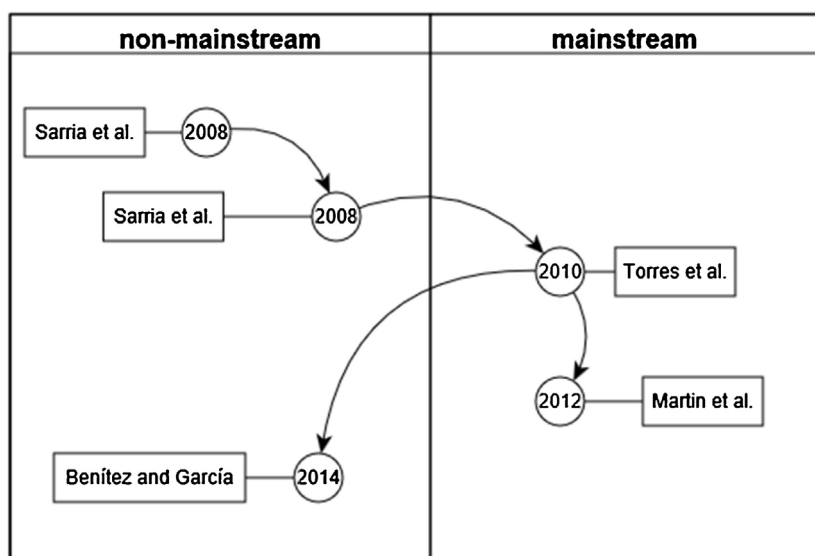 non-mainstream
mainstream
Sarria et al.
2008
Sarria et al.
2008
2010
Torres et al.
2012
Martin et al.
Benítez and García
2014